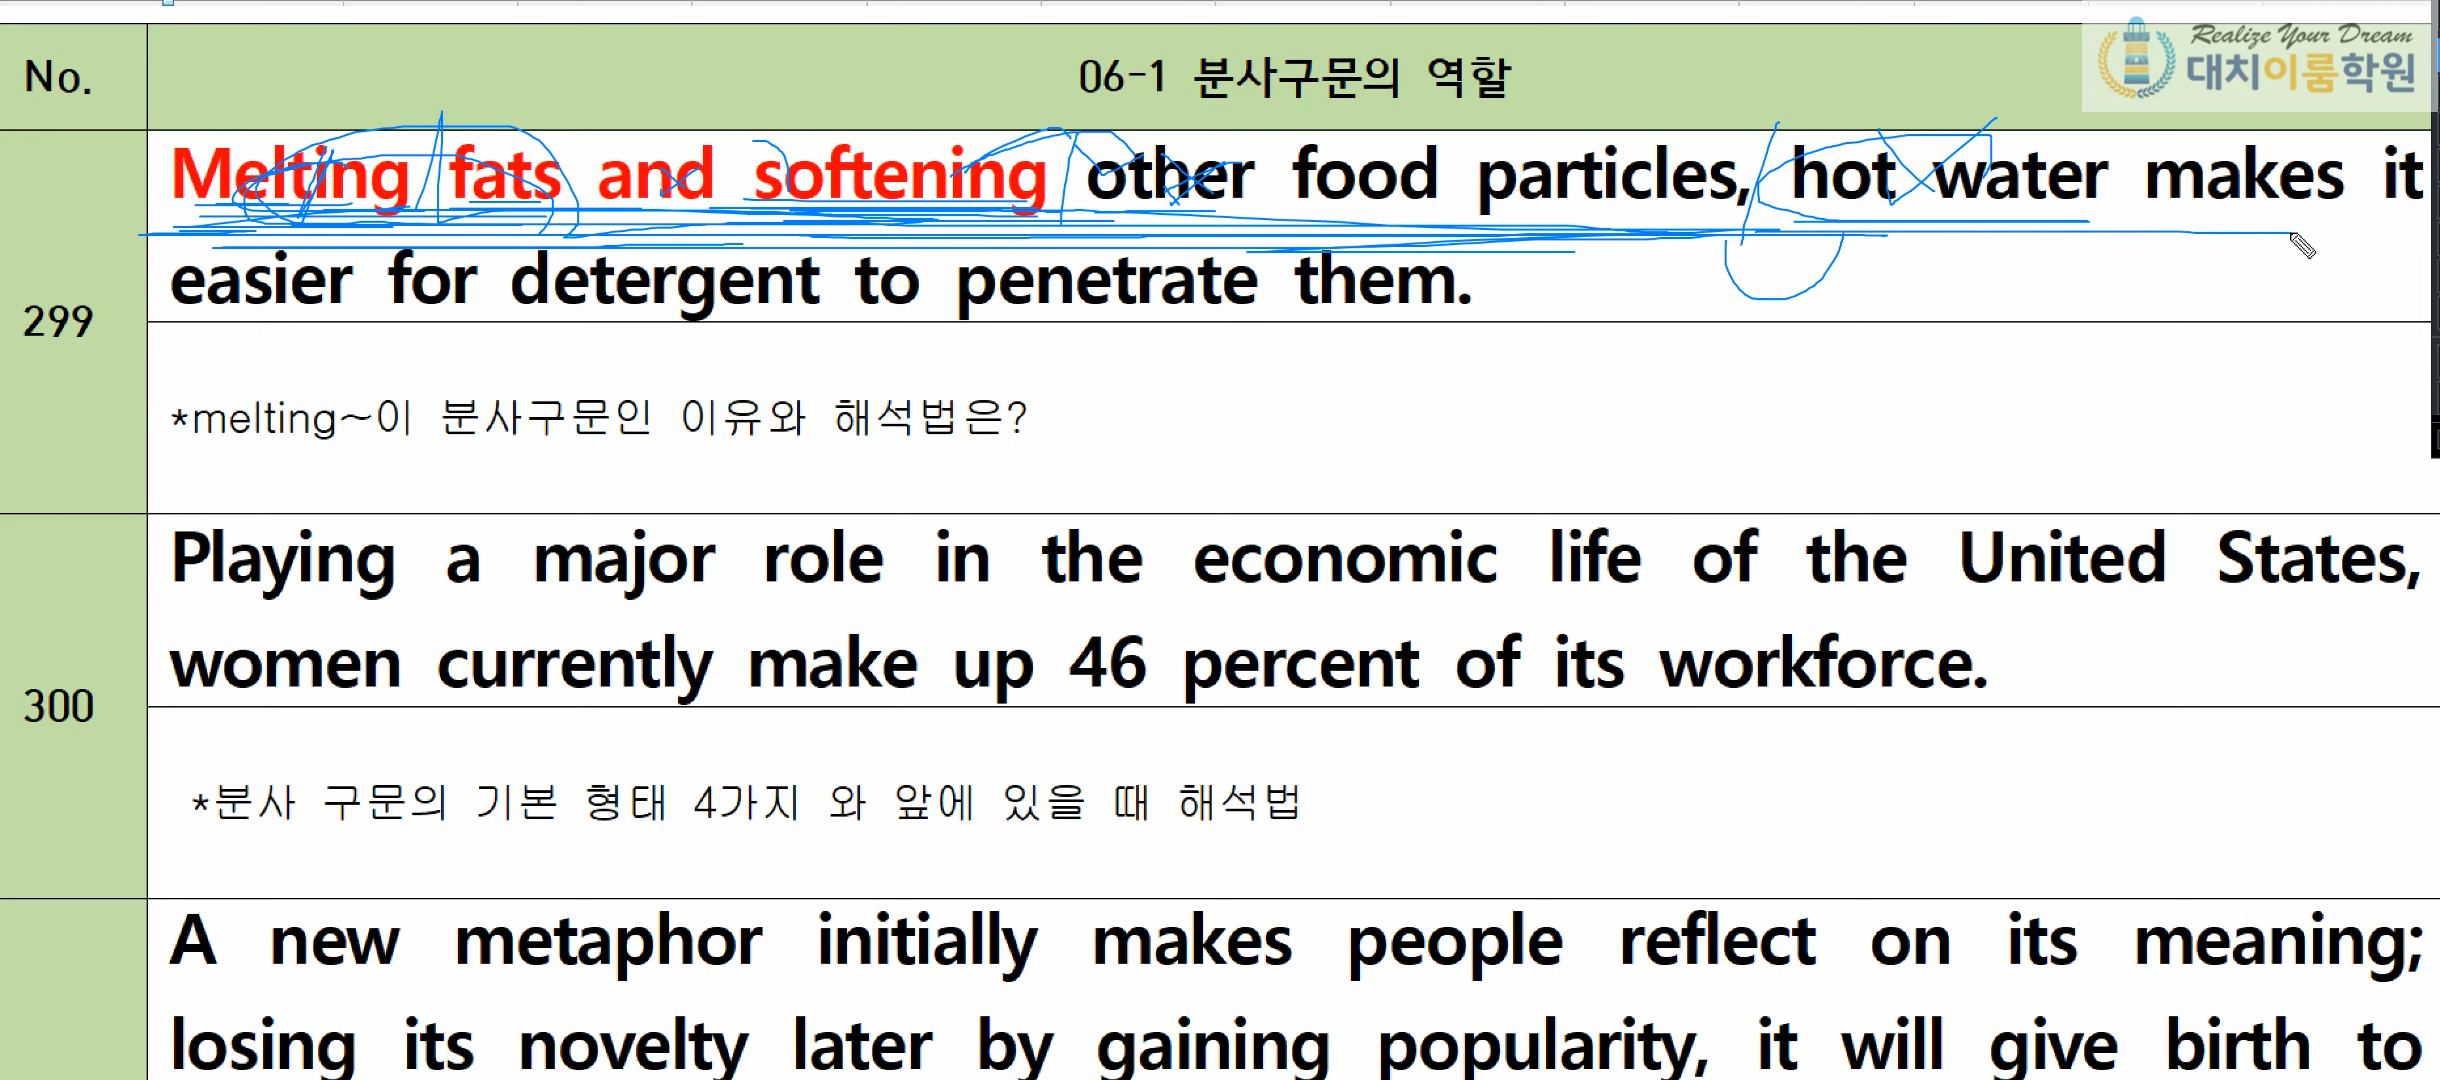 Realize Your Dream
대치이룸학원
No.
06-1 분사구문의 역할
Melting fats and softening other food particles, hot water makes it
easier for detergent to penetrate them.
299
*melting~이 분사구문인 이유와 해석법은?
Playing a major role in the economic life of the United States,
women currently make up 46 percent of its workforce.
300
*분사 구문의 기본 형태 4가지 와 앞에 있을 때 해석법
A new metaphor initially makes people reflect on its meaning;
losing its novelty later by gaining popularity, it will give birth to